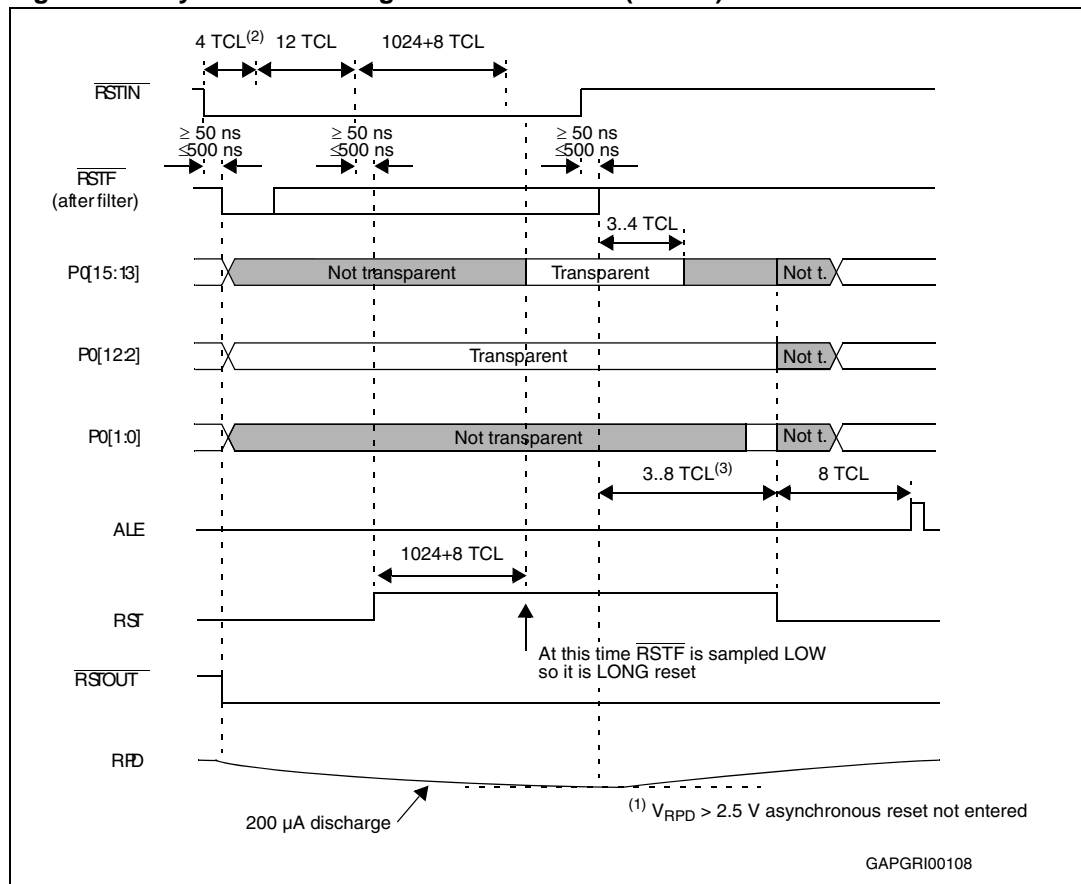 4 TCL(2) 12 TCL 1024+8 TCL
RSTIN
≥ 50 ns ≥ 50 ns ≥ 50 ns
≤500 ns ≤500 ns ≤500 ns
RSTF
(after filter)
3..4 TCL
P0[15:13] Not transparent Transparent Not t.
P0[12:2] Transparent Not t.
P0[1:0] Not transparent Not t.
3..8 TCL(3) 8 TCL
ALE
1024+8 TCL
RST
At this time RSTF is sampled LOW
so it is LONG reset
RSTOUT
RPD
200 µA discharge
(1) VRPD > 2.5 V asynchronous reset not entered
GAPGRI00108